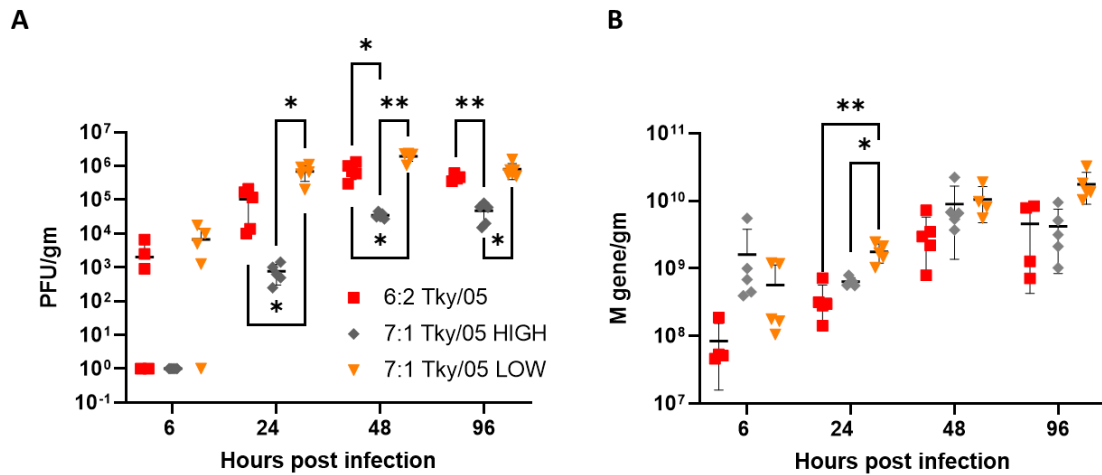 A
B
PFU/gm
10⁷
10⁶
10⁵
10⁴
10³
10²
10¹
10⁰
10⁻¹
*
*
**
**
*
*
*
6:2 Tky/05
7:1 Tky/05 HIGH
7:1 Tky/05 LOW
6 24 48 96
Hours post infection
M gene/gm
10¹¹
10¹⁰
10⁹
10⁸
10⁷
**
*
6 24 48 96
Hours post infection